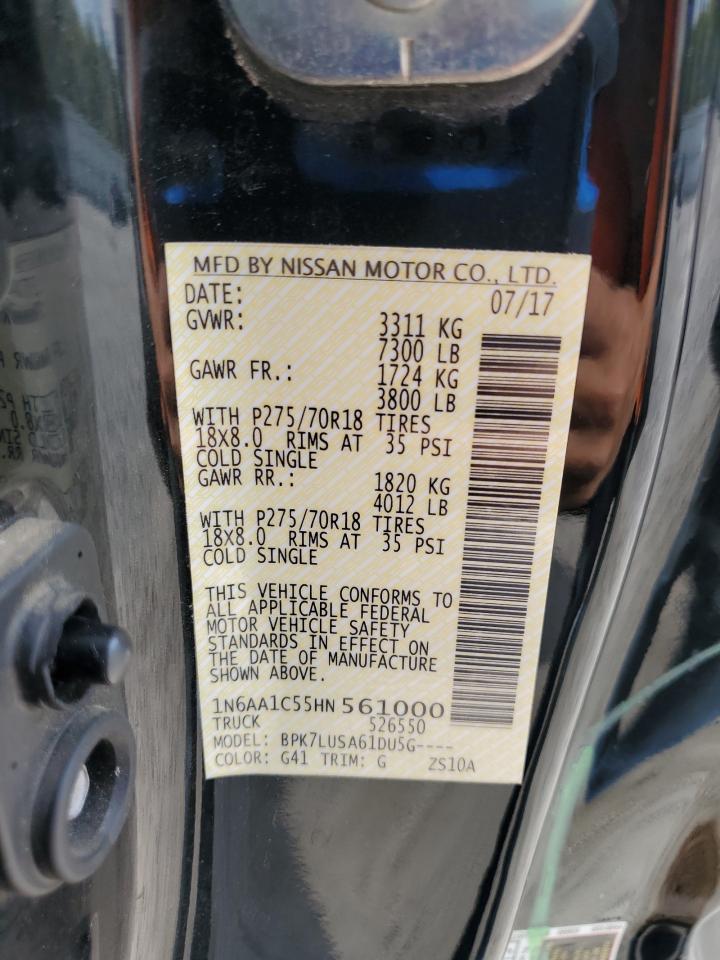 MFD BY NISSAN MOTOR CO., LTD.
DATE: 07/17
GVWR: 3311 KG
7300 LB
GAWR FR.: 1724 KG
3800 LB
WITH P275/70R18 TIRES
18X8.0 RIMS AT 35 PSI
COLD SINGLE
GAWR RR.: 1820 KG
4012 LB
WITH P275/70R18 TIRES
18X8.0 RIMS AT 35 PSI
COLD SINGLE
THIS VEHICLE CONFORMS TO
ALL APPLICABLE FEDERAL
MOTOR VEHICLE SAFETY
STANDARDS IN EFFECT ON
THE DATE OF MANUFACTURE
SHOWN ABOVE.
1N6AA1C55HN 561000
TRUCK 526550
MODEL: BPK7LUSA61DU5G----
COLOR: G41 TRIM: G ZS10A